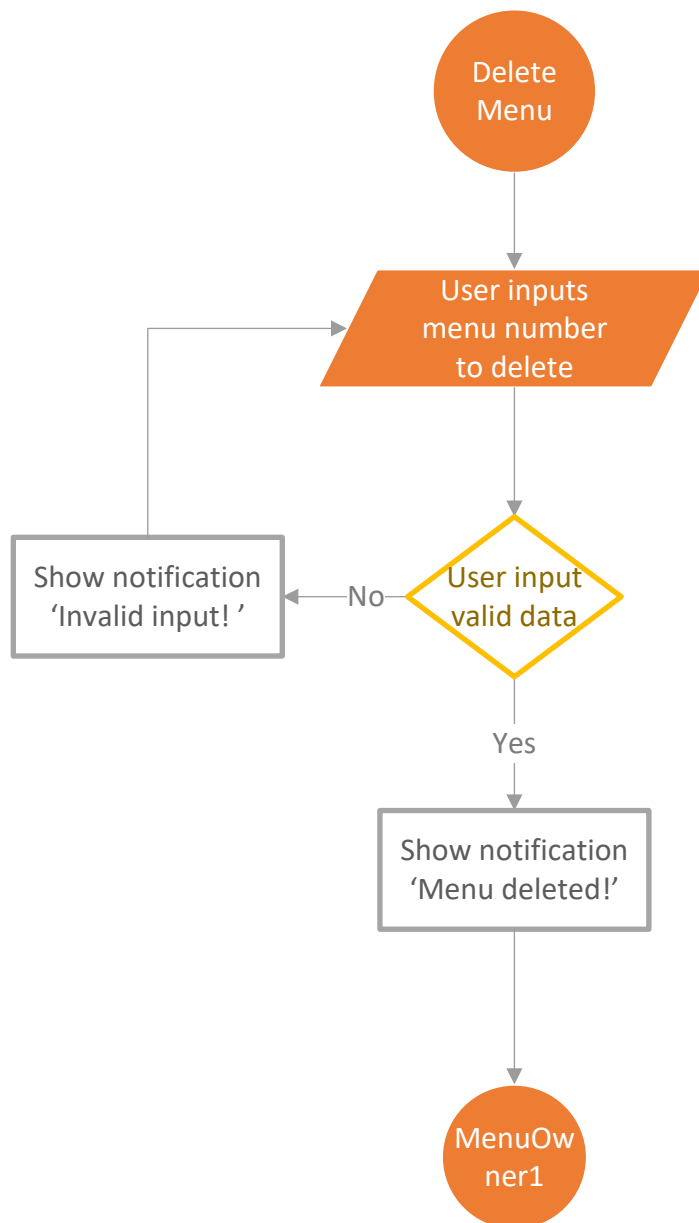 Delete
Menu
User inputs
menu number
to delete
User input
valid data
No
Show notification
‘Invalid input! ’
Yes
Show notification
‘Menu deleted!’
MenuOw
ner1